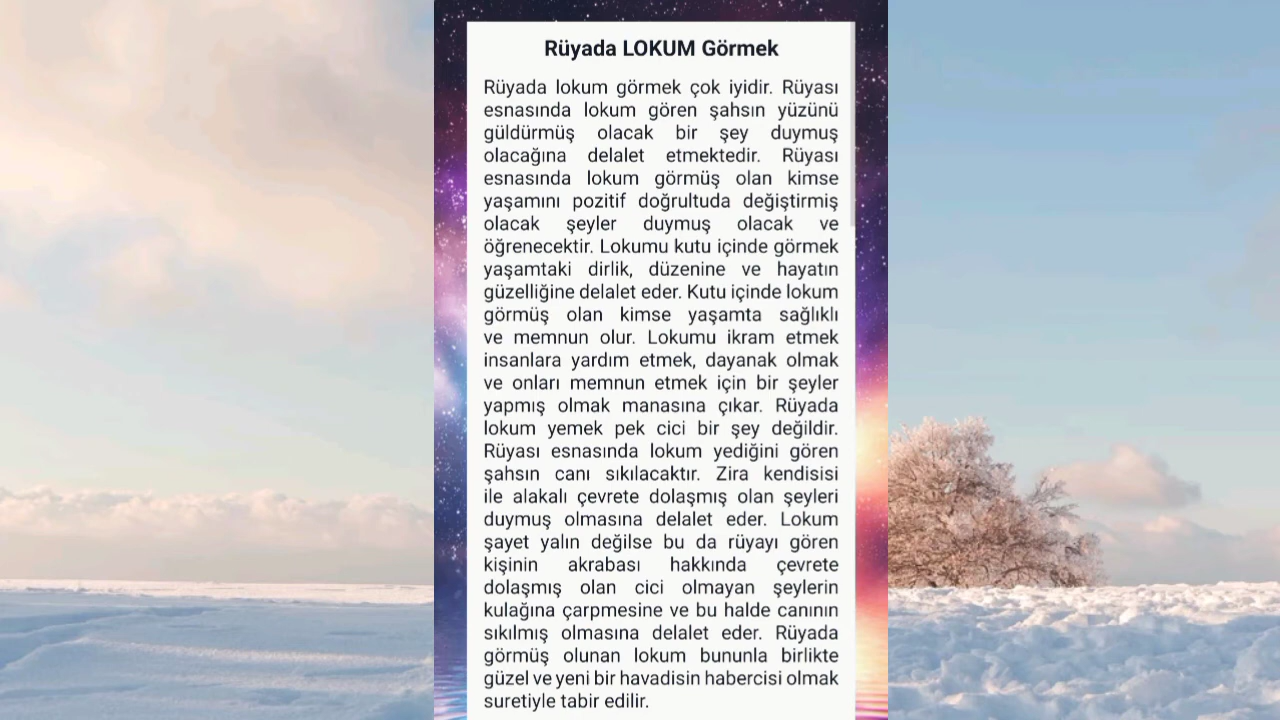 Rüyada LOKUM Görmek
Rüyada lokum görmek çok iyidir. Rüyası
esnasında lokum gören şahsın yüzünü
güldürmüş olacak bir şey duymuş
olacağına delalet etmektedir. Rüyası
esnasında lokum görmüş olan kimse
yaşamını pozitif doğrultuda değiştirmiş
olacak şeyler duymuş olacak ve
öğrenecektir. Lokumu kutu içinde görmek
yaşamtaki dirlik, düzenine ve hayatın
güzelliğine delalet eder. Kutu içinde lokum
görmüş olan kimse yaşamta sağlıklı
ve memnun olur. Lokumu ikram etmek
insanlara yardım etmek, dayanak olmak
ve onları memnun etmek için bir şeyler
yapmış olmak manasına çıkar. Rüyada
lokum yemek pek cici bir şey değildir.
Rüyası esnasında lokum yediğini gören
şahsın canı sıkılacaktır. Zira kendisisi
ile alakalı çevrete dolaşmış olan şeyleri
duymuş olmasına delalet eder. Lokum
şayet yalın değilse bu da rüyayı gören
kişinin akrabası hakkında çevrete
dolaşmış olan cici olmayan şeylerin
kulağına çarpmesine ve bu halde canının
sıkılmış olmasına delalet eder. Rüyada
görmüş olunan lokum bununla birlikte
güzel ve yeni bir havadisin habercisi olmak
suretiyle tabir edilir.